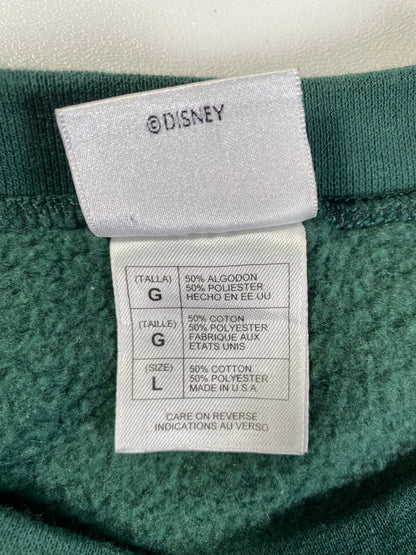 ©DISNEY
(TALLA)
G
50% ALGODON
50% POLIESTER
HECHO EN EE.UU.
(TAILLE)
G
50% COTON
50% POLYESTER
FABRIQUE AUX
ETATS UNIS
(SIZE)
L
50% COTTON
50% POLYESTER
MADE IN U S A
CARE ON REVERSE
INDICATIONS AU VERSO